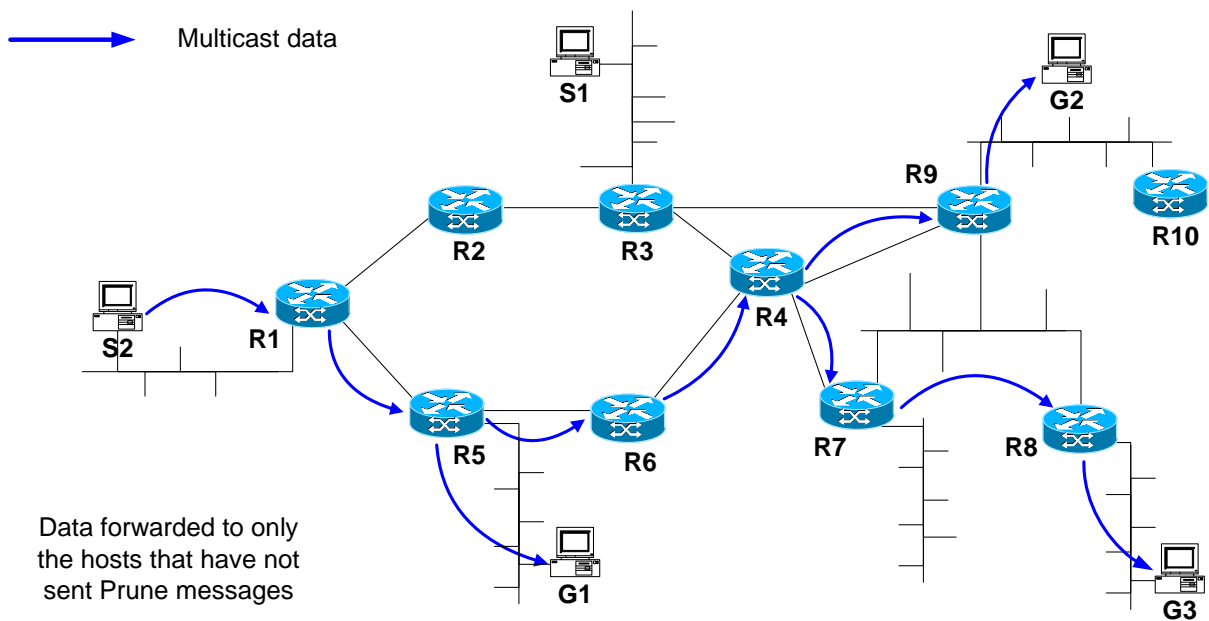 Multicast data
S1
G2
R9
R2
R3
R10
R4
S2
R1
R5
R6
R7
R8
Data forwarded to only
the hosts that have not
sent Prune messages
G1
G3